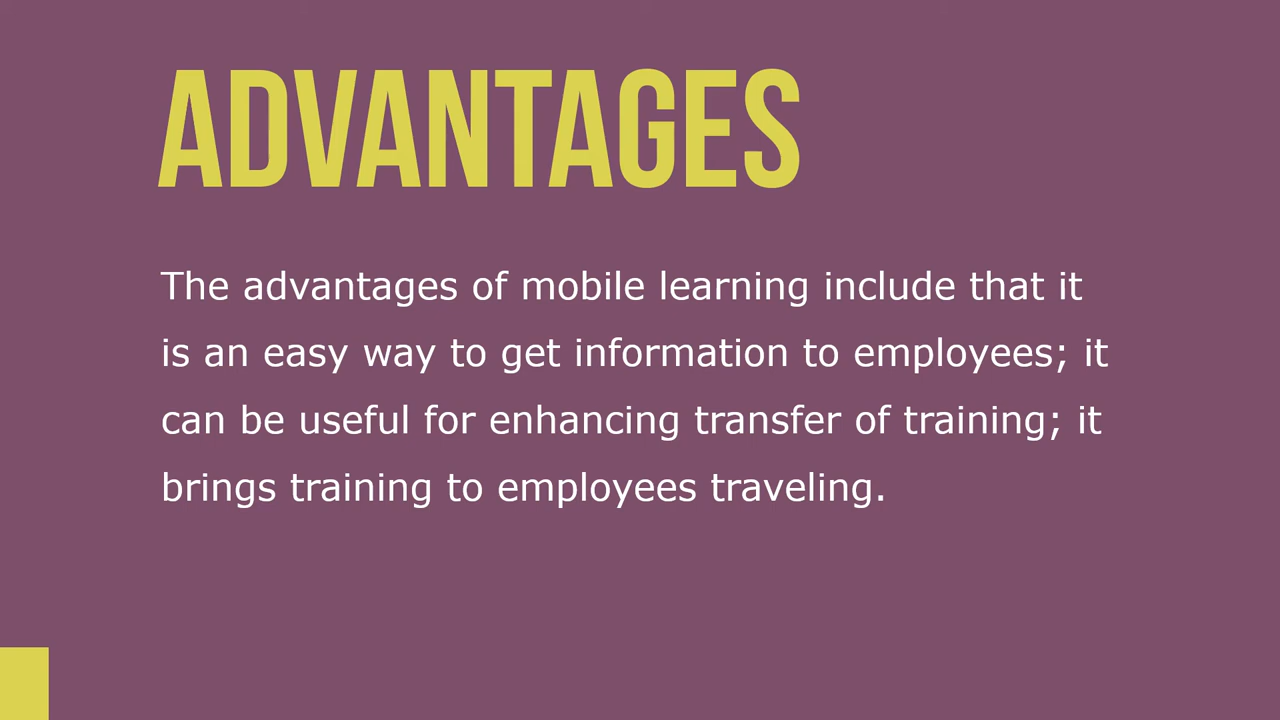 ADVANTAGES
The advantages of mobile learning include that it
is an easy way to get information to employees; it
can be useful for enhancing transfer of training; it
brings training to employees traveling.